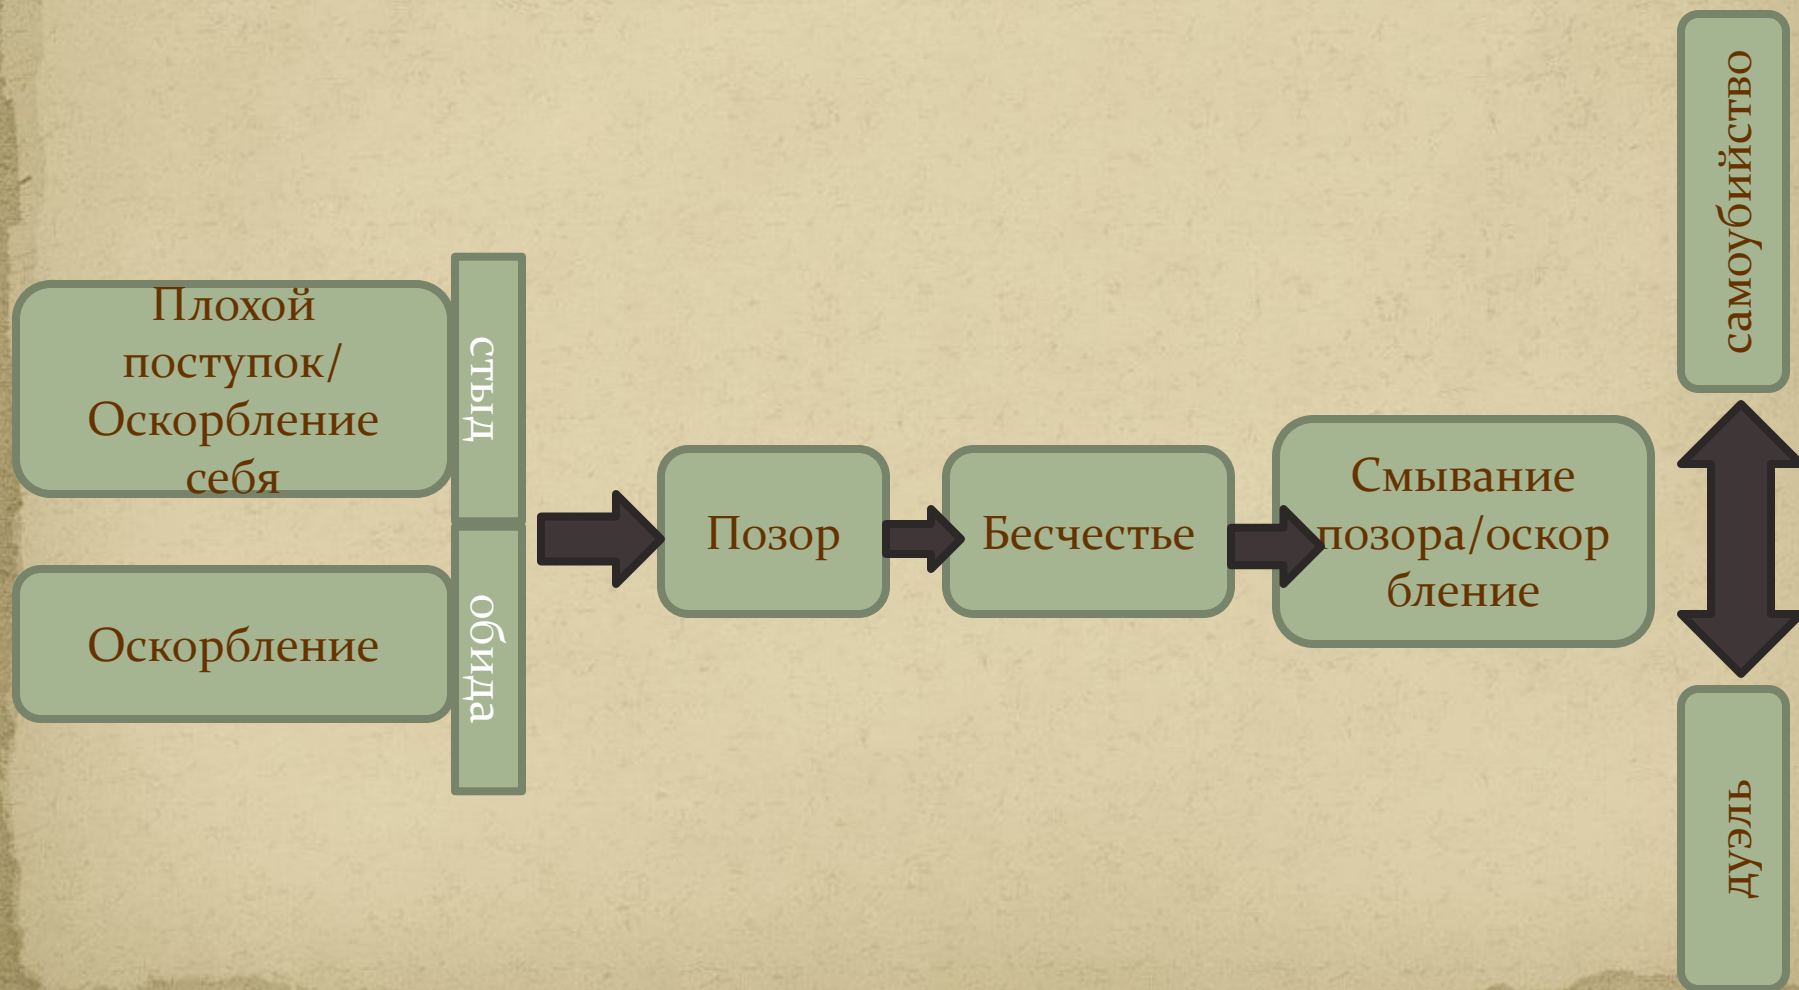 Плохой
поступок/
Оскорбление
себя
стыд
Оскорбление
обида
Позор
Бесчестье
Смывание
позора/оскор
бление
самоубийство
дуэль